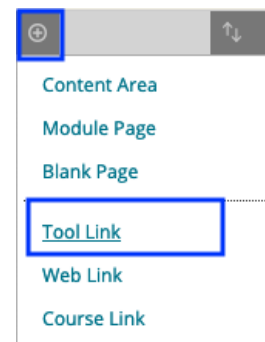 Content Area
Module Page
Blank Page
Tool Link
Web Link
Course Link